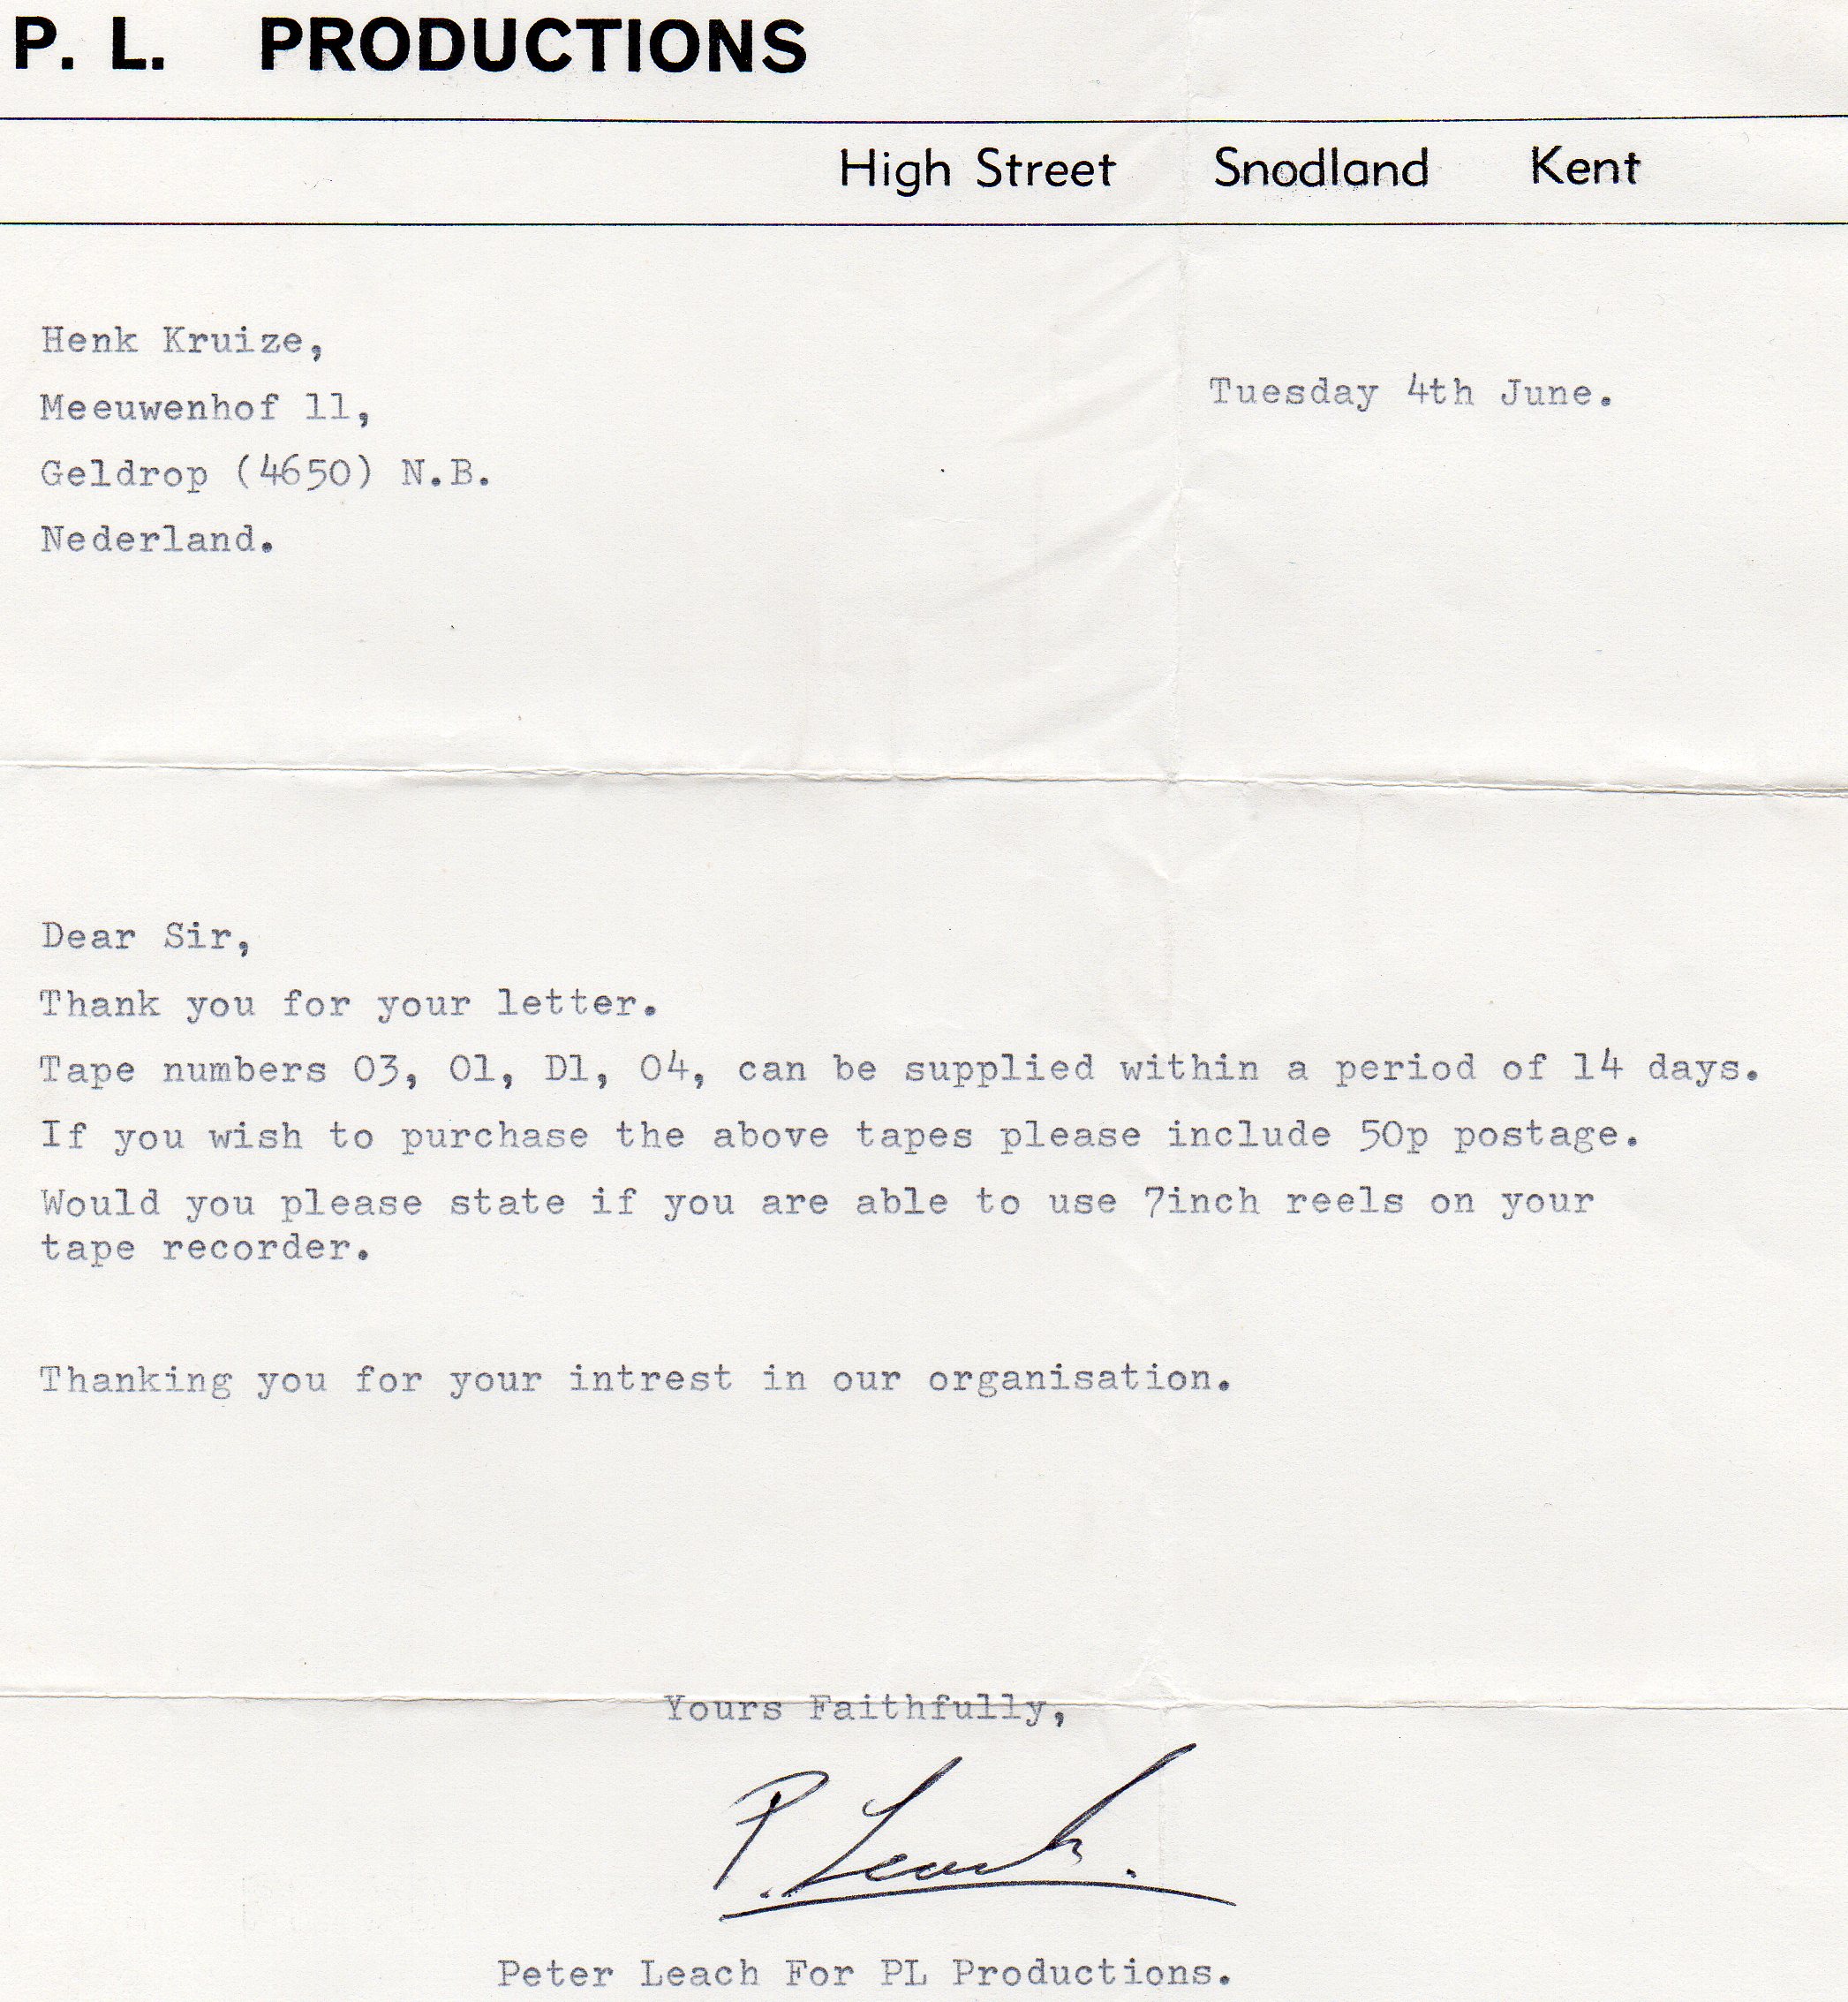 P. L. PRODUCTIONS
High Street Snodland Kent
Henk Kruize,
Tuesday 4th June.
Meeuwenhof 11,
Geldrop (4650) N.B.
Nederland.
Dear Sir,
Thank you for your letter.
Tape numbers 03, 01, D1, 04, can be supplied within a period of 14 days.
If you wish to purchase the above tapes please include 50p postage.
Would you please state if you are able to use 7inch reels on your
tape recorder.
Thanking you for your intrest in our organisation.
Yours Faithfully,
P. Leach.
Peter Leach For PL Productions.